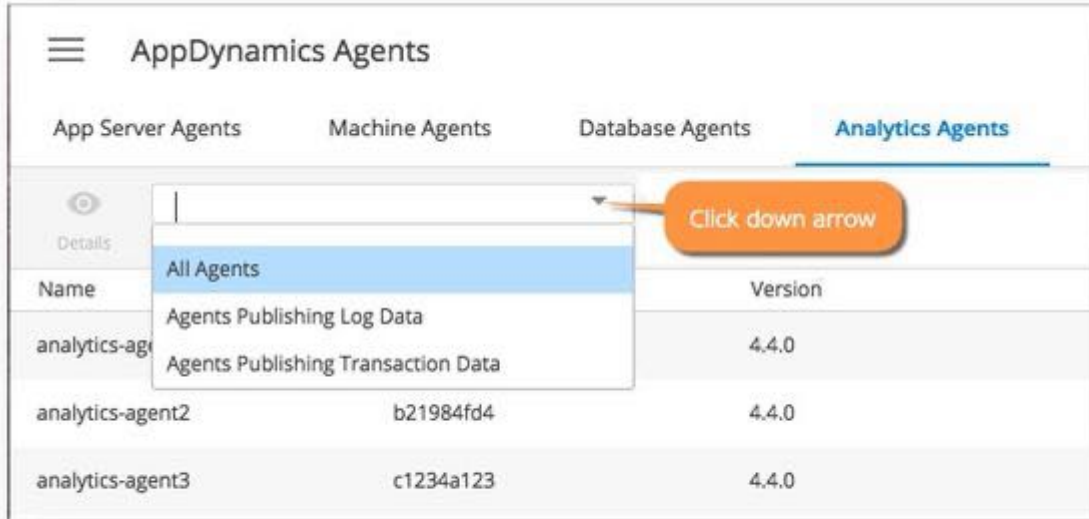 AppDynamics Agents
App Server Agents Machine Agents Database Agents Analytics Agents
Click down arrow
Details
All Agents
Name Version
Agents Publishing Log Data
analytics-age 4.4.0
Agents Publishing Transaction Data
analytics-agent2 b21984fd4 4.4.0
analytics-agent3 c1234a123 4.4.0